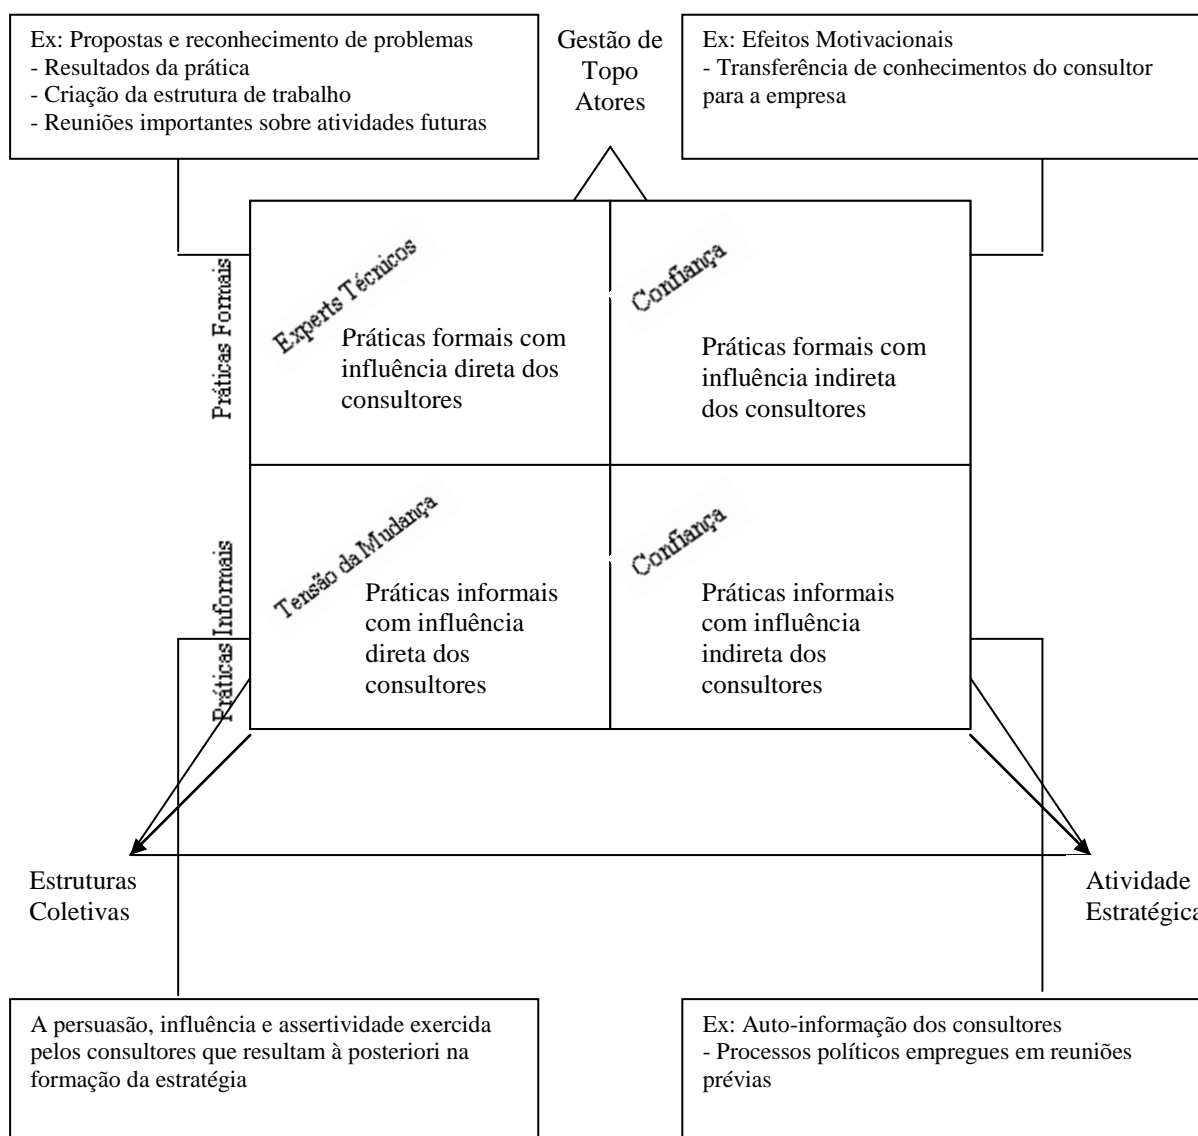 Ex: Propostas e reconhecimento de problemas
- Resultados da prática
- Criação da estrutura de trabalho
- Reuniões importantes sobre atividades futuras
Gestão de
Topo
Atores
Ex: Efeitos Motivacionais
- Transferência de conhecimentos do consultor
para a empresa
Práticas Formais
Experts Técnicos
Práticas formais com
influência direta dos
consultores
Confiança
Práticas formais com
influência indireta
dos consultores
Práticas Informais
Tensão da Mudança
Práticas informais
com influência
direta dos
consultores
Confiança
Práticas informais
com influência
indireta dos
consultores
Estruturas
Coletivas
Atividade
Estratégica
A persuasão, influência e assertividade exercida
pelos consultores que resultam à posteriori na
formação da estratégia
Ex: Auto-informação dos consultores
- Processos políticos empregues em reuniões
prévias